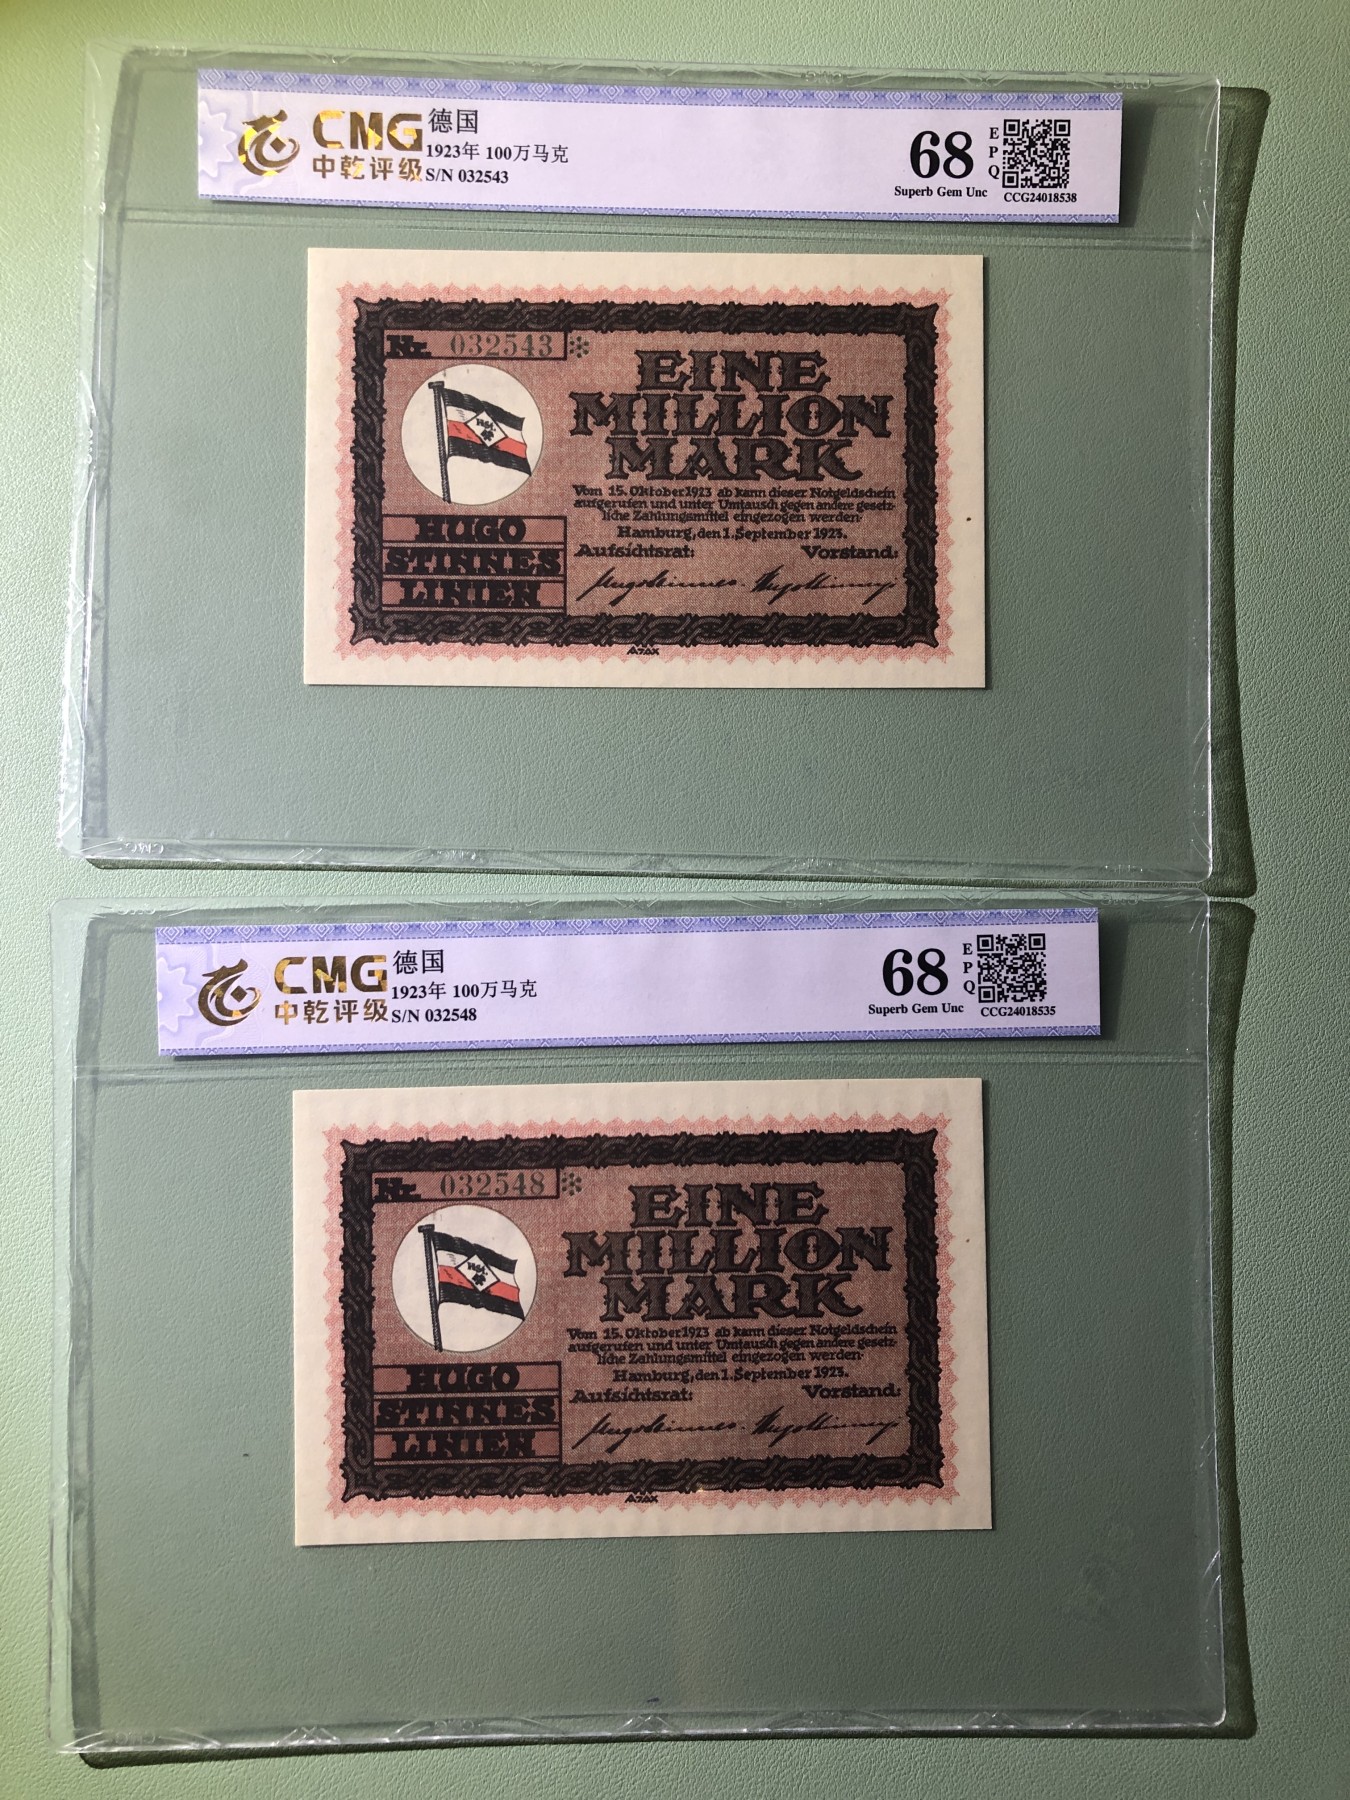 CMG
中乾评级
德国
1923年 100万马克
S/N 032543
68
Superb Gem Unc
EPQ
CCG24018538
Nr. 032543 *
EINE
MILLION
MARK
Vom 15. Oktober 1923 ab kann dieser Notgeldschein
aufgerufen und unter Umtausch gegen andere gesetz-
liche Zahlungsmittel eingezogen werden.
Hamburg, den 1. September 1923.
Aufsichtsrat: Vorstand:
HUGO
STINNES
LINIEN
CMG
中乾评级
德国
1923年 100万马克
S/N 032548
68
Superb Gem Unc
EPQ
CCG24018535
Nr. 032548 *
EINE
MILLION
MARK
Vom 15. Oktober 1923 ab kann dieser Notgeldschein
aufgerufen und unter Umtausch gegen andere gesetz-
liche Zahlungsmittel eingezogen werden.
Hamburg, den 1. September 1923.
Aufsichtsrat: Vorstand:
HUGO
STINNES
LINIEN